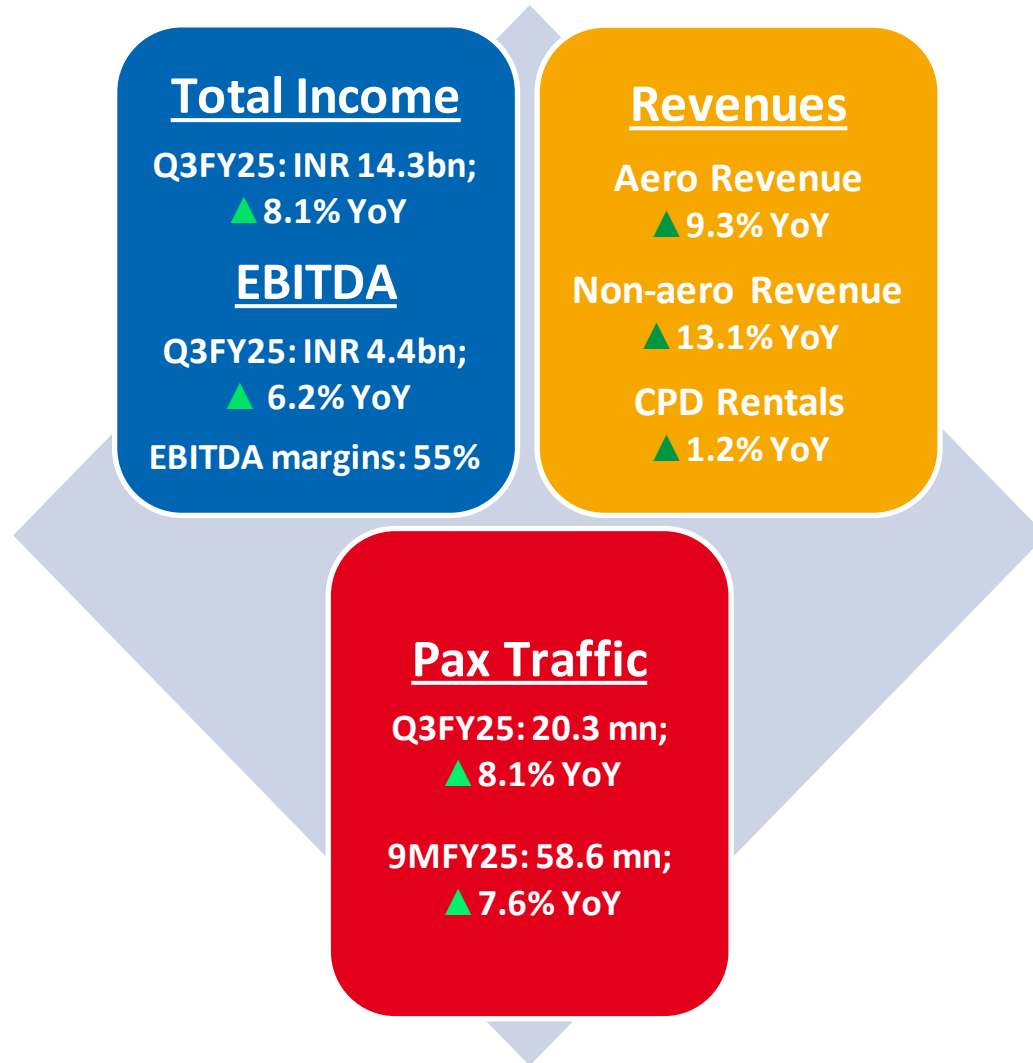 Total Income
Q3FY25: INR 14.3bn;
▲ 8.1% YoY
EBITDA
Q3FY25: INR 4.4bn;
▲ 6.2% YoY
EBITDA margins: 55%
Revenues
Aero Revenue
▲ 9.3% YoY
Non-aero Revenue
▲ 13.1% YoY
CPD Rentals
▲ 1.2% YoY
Pax Traffic
Q3FY25: 20.3 mn;
▲ 8.1% YoY
9MFY25: 58.6 mn;
▲ 7.6% YoY